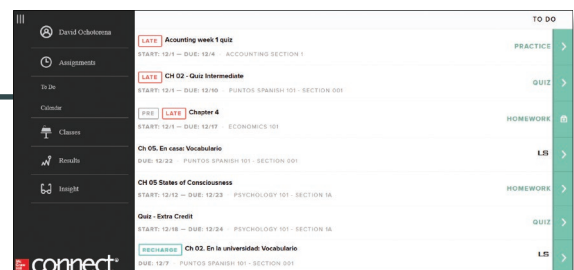 TO DO
David Ochotorena
Assignments
To Do
Calendar
Classes
Results
Insight
Mc Graw Hill connect®
LATE Acounting week 1 quiz
START: 12/1 — DUE: 12/4 · ACCOUNTING SECTION 1
PRACTICE
LATE CH 02 - Quiz Intermediate
START: 12/1 — DUE: 12/10 · PUNTOS SPANISH 101 - SECTION 001
QUIZ
PRE LATE Chapter 4
START: 12/1 — DUE: 12/17 · ECONOMICS 101
HOMEWORK
Ch 05. En casa: Vocabulario
DUE: 12/22 · PUNTOS SPANISH 101 - SECTION 001
LS
CH 05 States of Consciousness
START: 12/12 — DUE: 12/23 · PSYCHOLOGY 101 - SECTION 1A
HOMEWORK
Quiz - Extra Credit
START: 12/18 — DUE: 12/24 · PSYCHOLOGY 101 - SECTION 1A
QUIZ
RECHARGE Ch 02. En la universidad: Vocabulario
DUE: 12/7 · PUNTOS SPANISH 101 - SECTION 001
LS